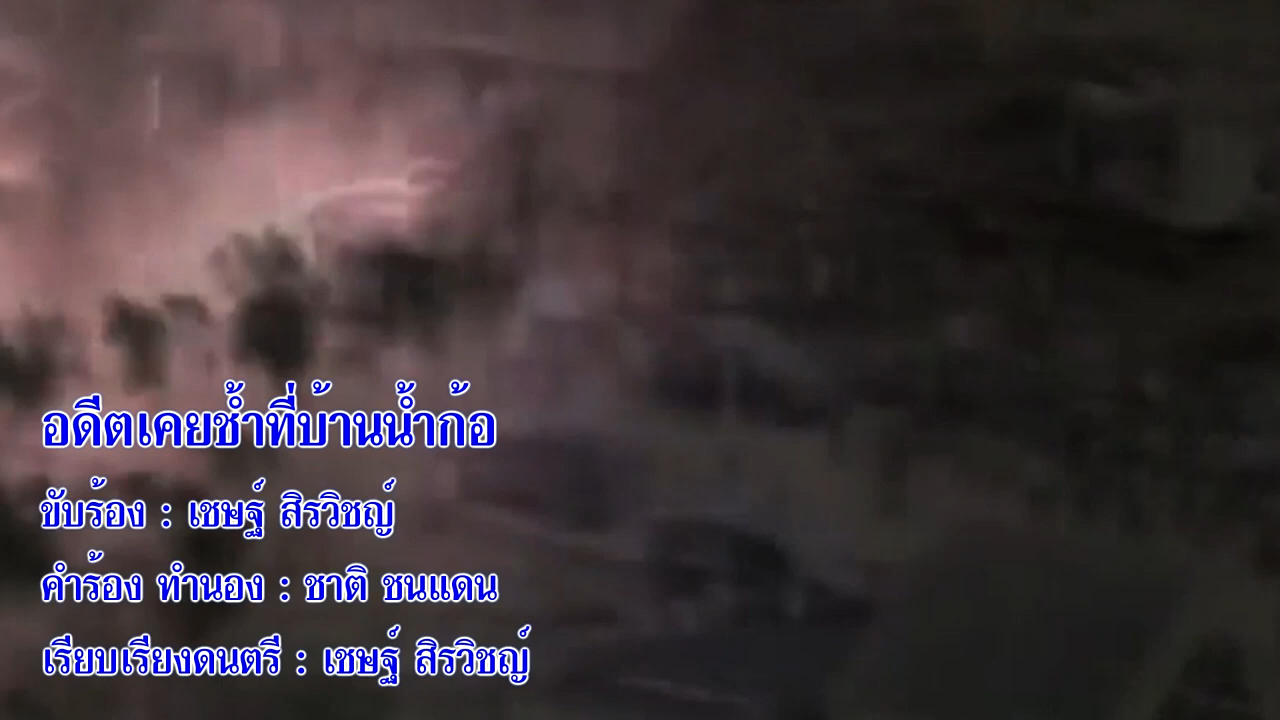 อดีตเคยช้ำที่บ้านน้ำก้อ
ขับร้อง : เชษฐ์ สิรวิชญ์
คำร้อง ทำนอง : ชาติ ชนแดน
เรียบเรียงดนตรี : เชษฐ์ สิรวิชญ์